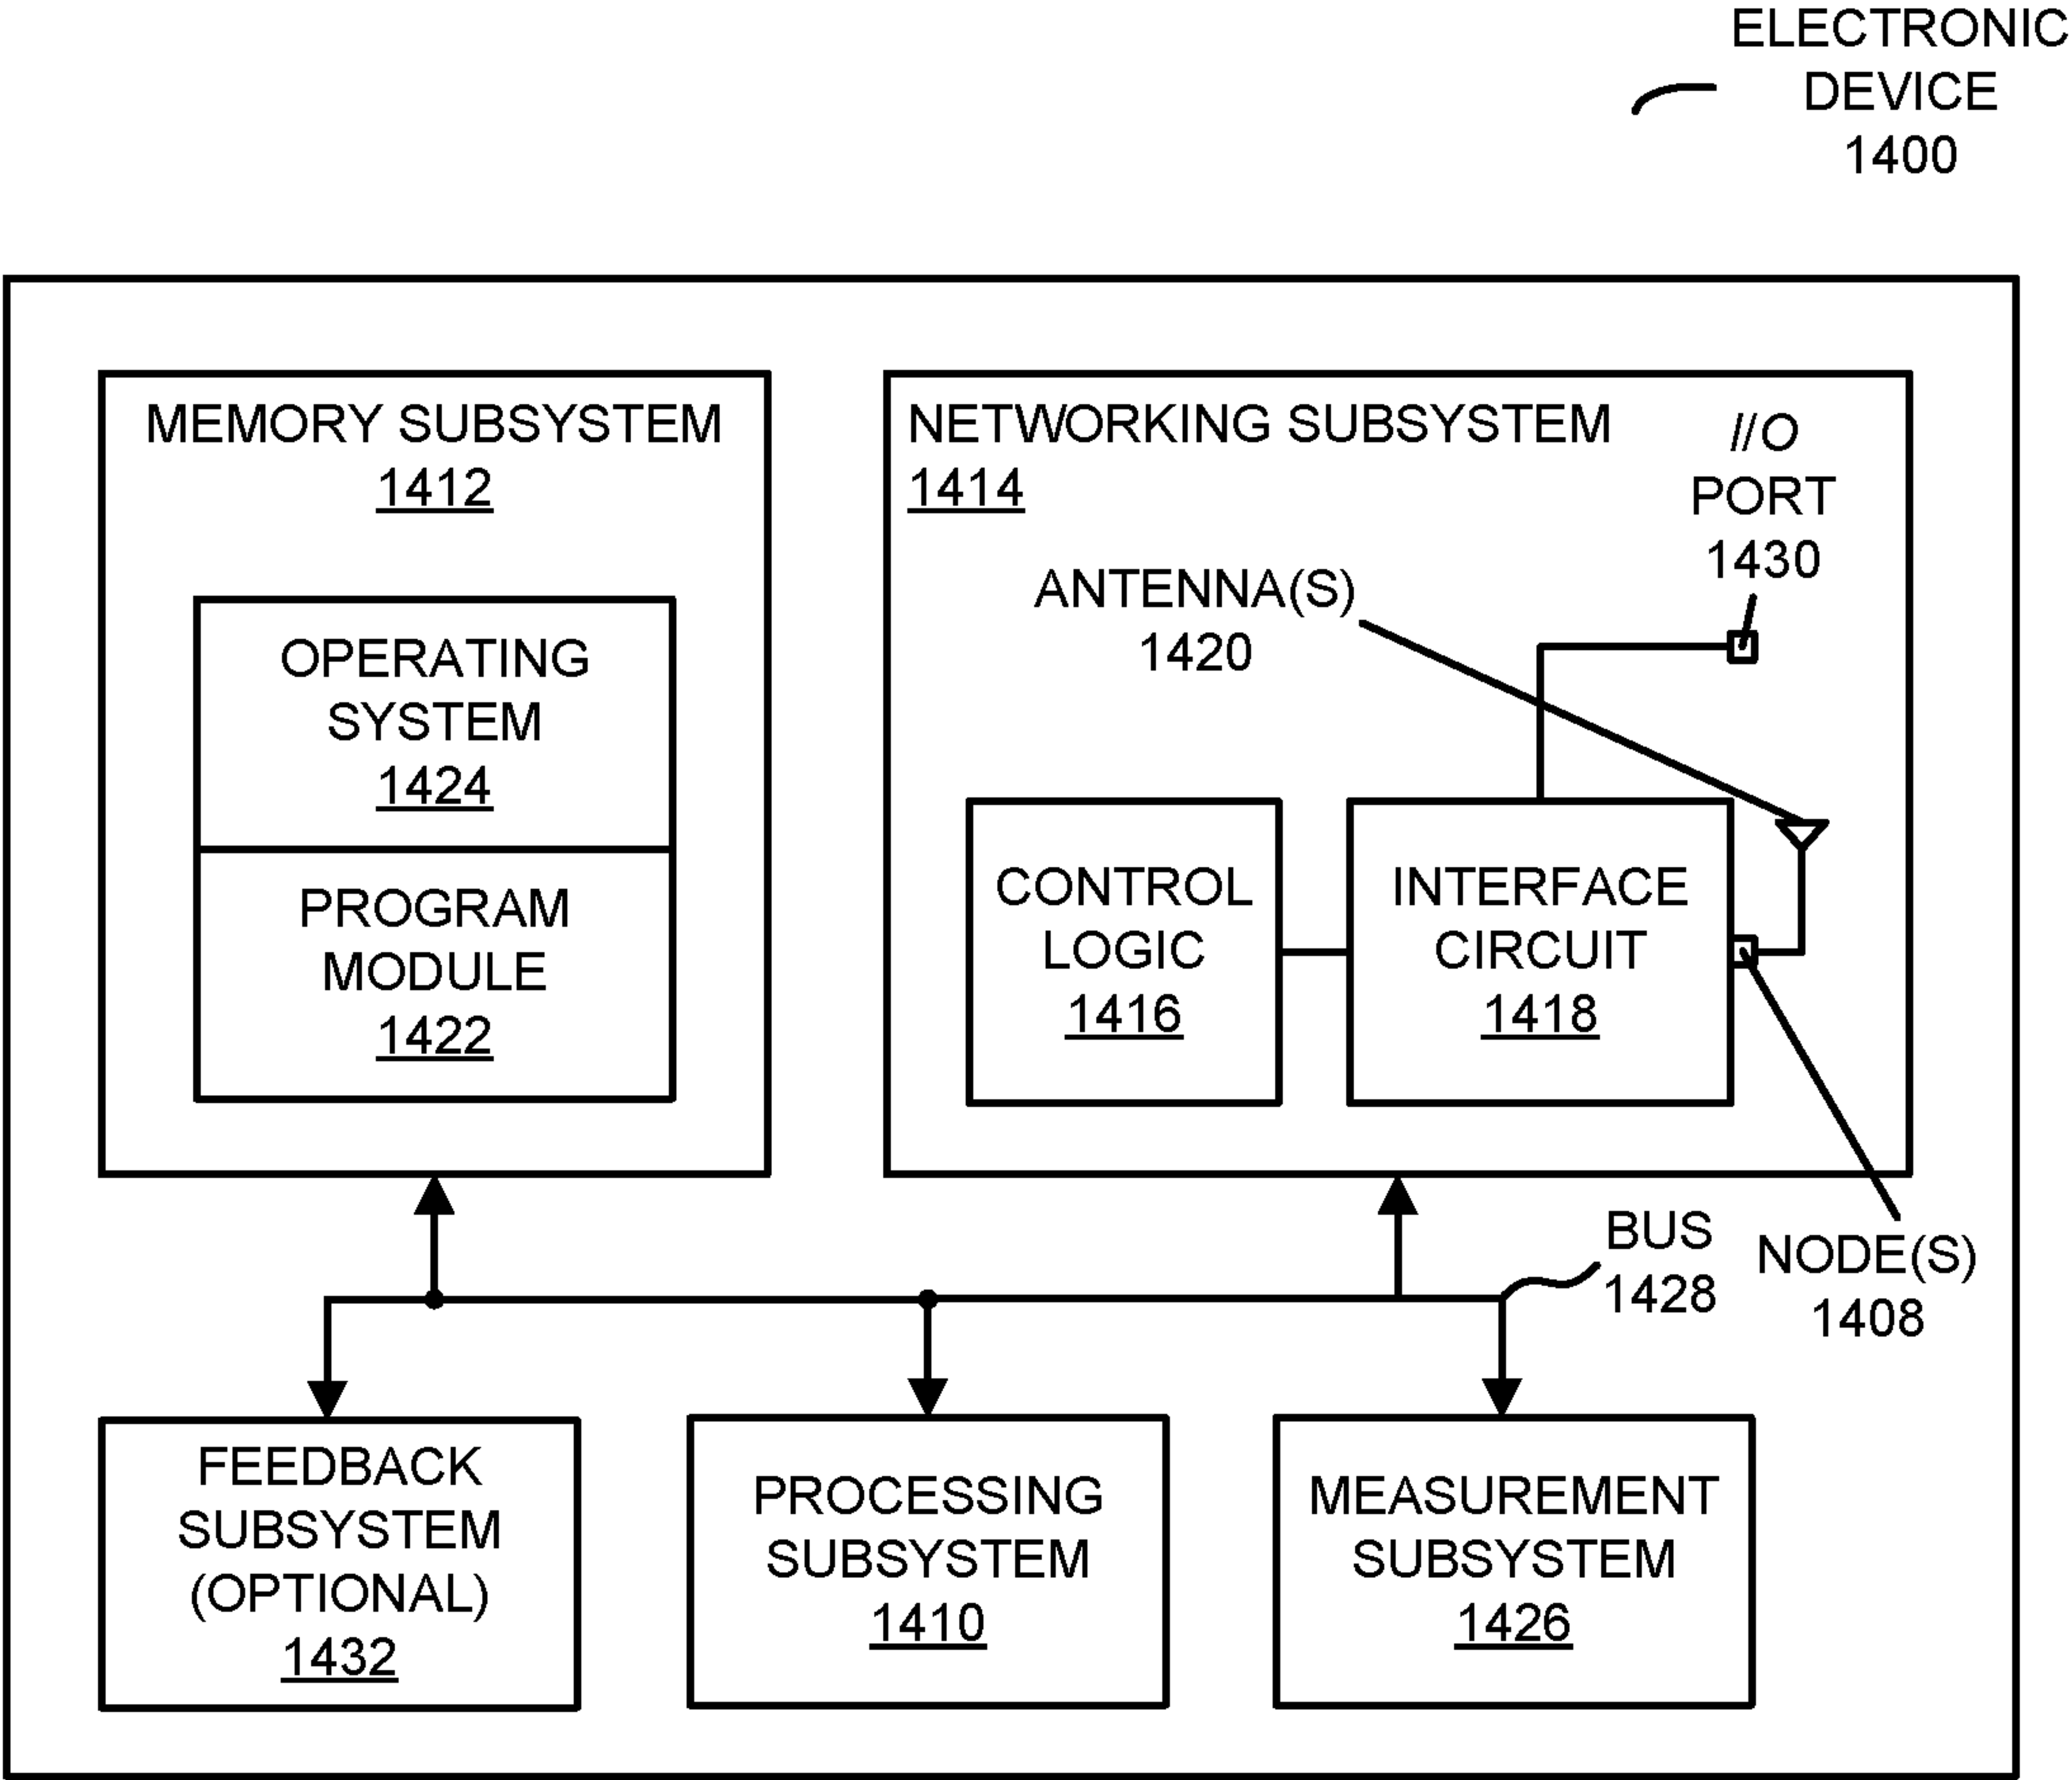 ELECTRONIC
DEVICE
1400
MEMORY SUBSYSTEM
1412
OPERATING
SYSTEM
1424
PROGRAM
MODULE
1422
NETWORKING SUBSYSTEM
1414
I/O
PORT
1430
ANTENNA(S)
1420
CONTROL
LOGIC
1416
INTERFACE
CIRCUIT
1418
BUS
1428
NODE(S)
1408
FEEDBACK
SUBSYSTEM
(OPTIONAL)
1432
PROCESSING
SUBSYSTEM
1410
MEASUREMENT
SUBSYSTEM
1426